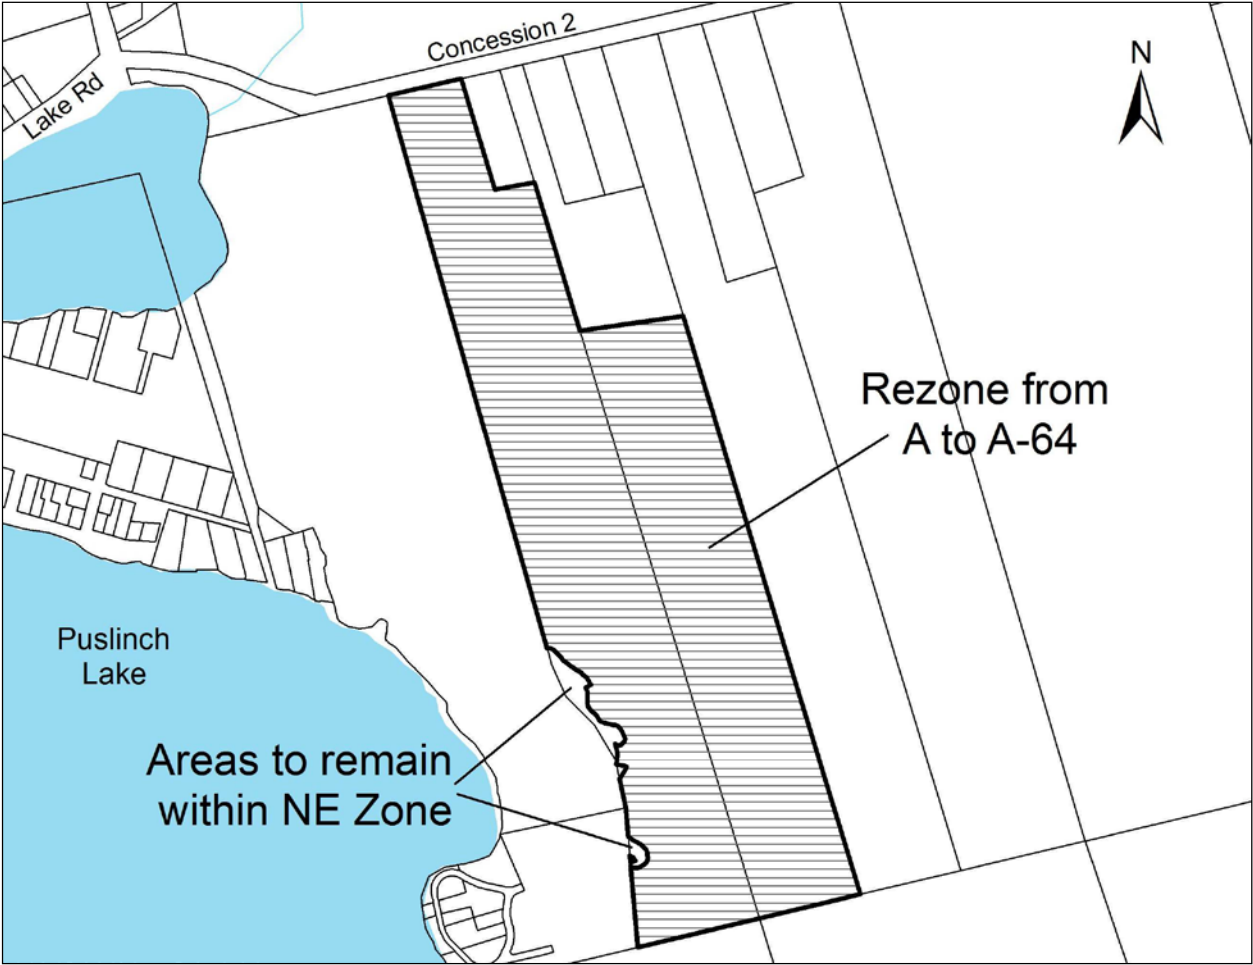 Concession 2
N
Lake Rd
Rezone from
A to A-64
Puslinch
Lake
Areas to remain
within NE Zone